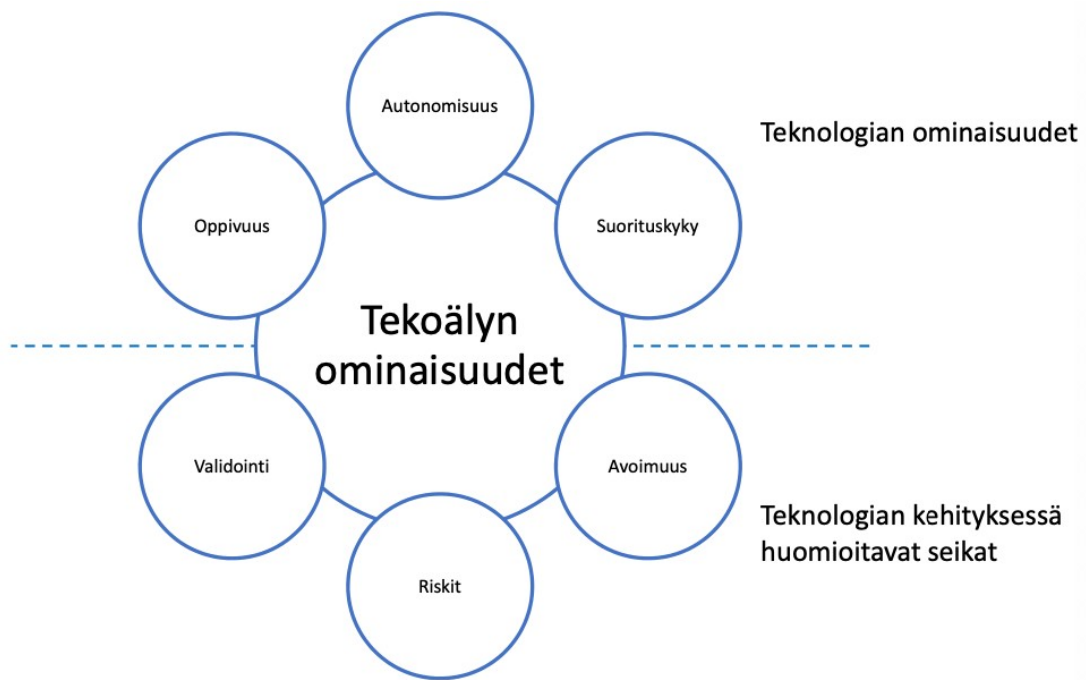 Autonomisuus
Teknologian ominaisuudet
Oppivuus
Suorituskyky
Tekoälyn
ominaisuudet
Validointi
Avoimuus
Teknologian kehityksessä
huomioitavat seikat
Riskit